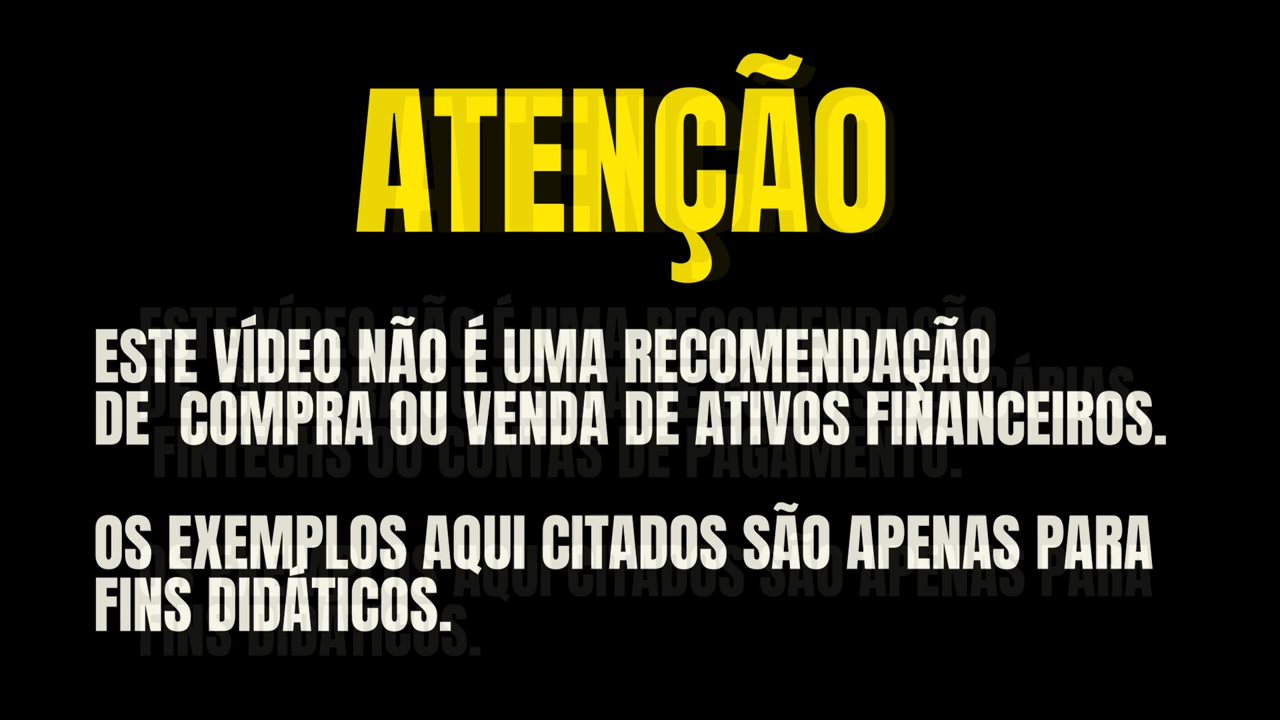 ATENÇÃO
ESTE VÍDEO NÃO É UMA RECOMENDAÇÃO
DE COMPRA OU VENDA DE ATIVOS FINANCEIROS.
OS EXEMPLOS AQUI CITADOS SÃO APENAS PARA
FINS DIDÁTICOS.